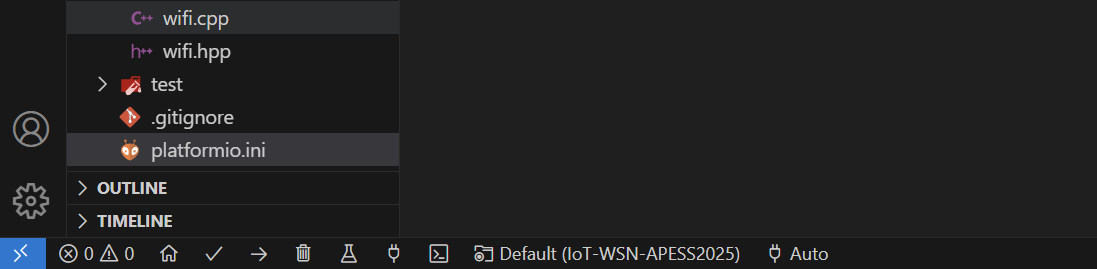 C++ wifi.cpp
h++ wifi.hpp
test
.gitignore
platformio.ini
OUTLINE
TIMELINE
0 0 Default (IoT-WSN-APESS2025) Auto